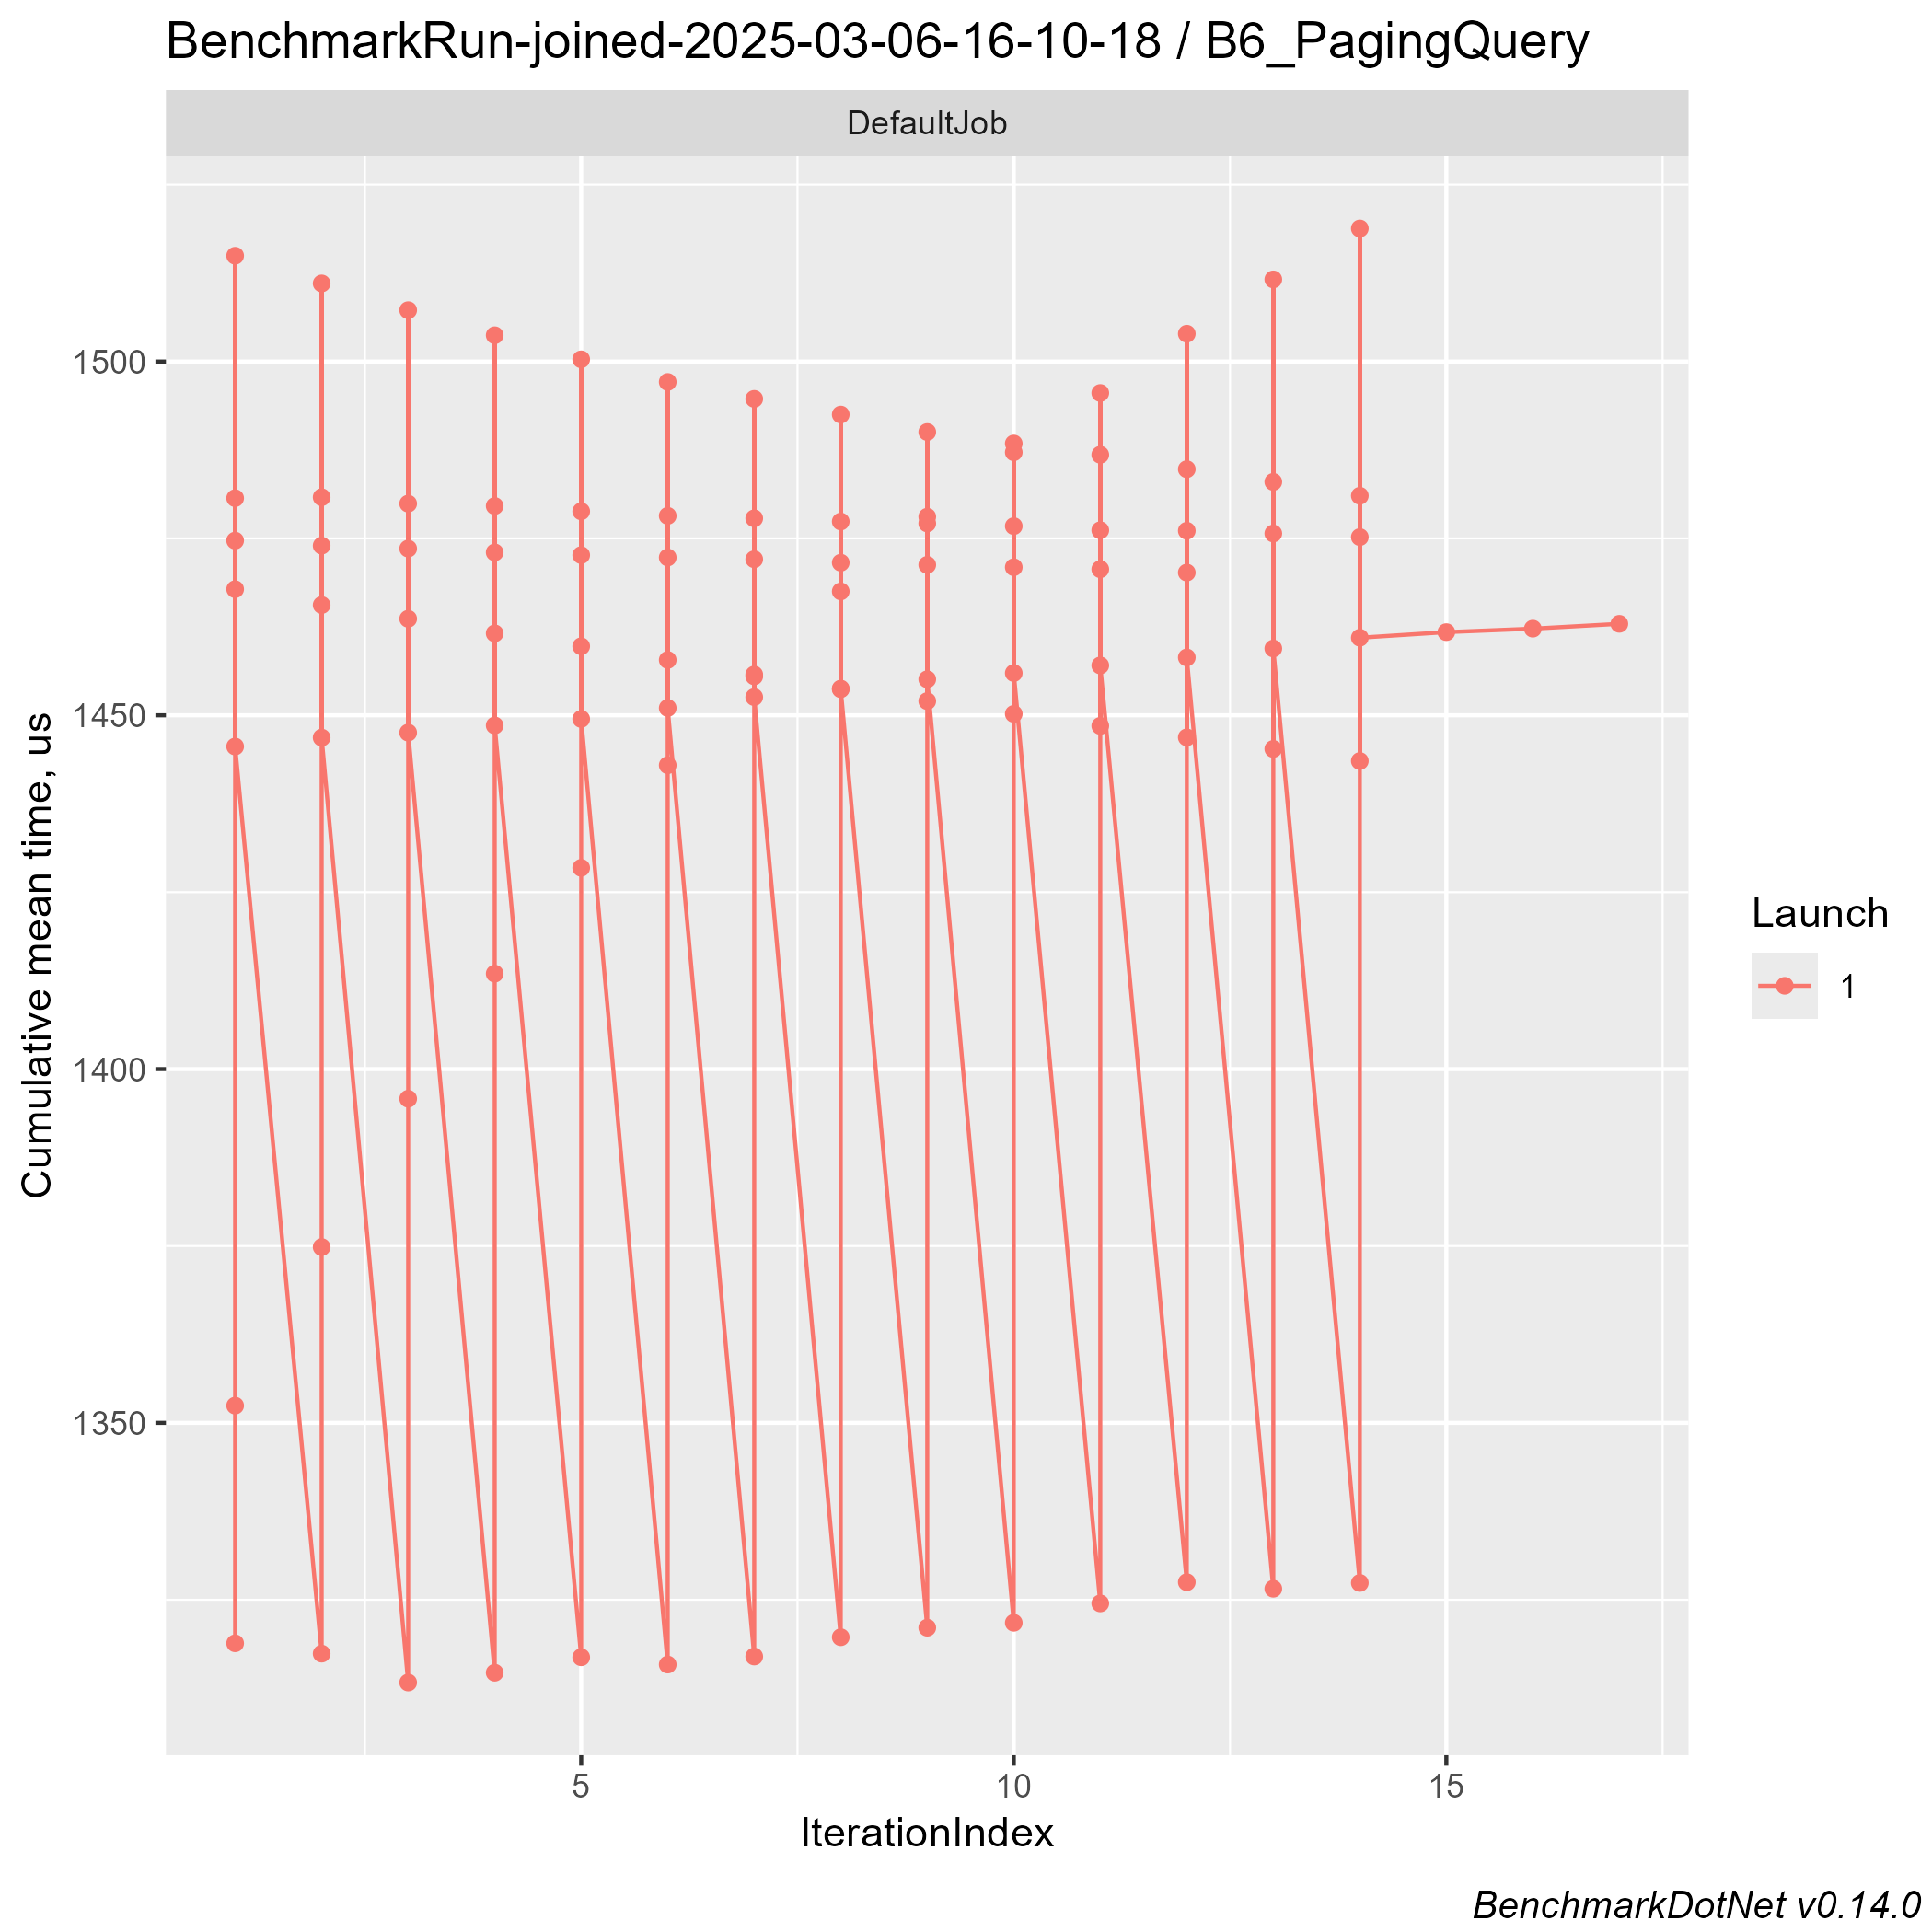 BenchmarkRun-joined-2025-03-06-16-10-18 / B6_PagingQuery
DefaultJob
1500
1450
1400
1350
Cumulative mean time, us
5
10
15
IterationIndex
Launch
1
BenchmarkDotNet v0.14.0